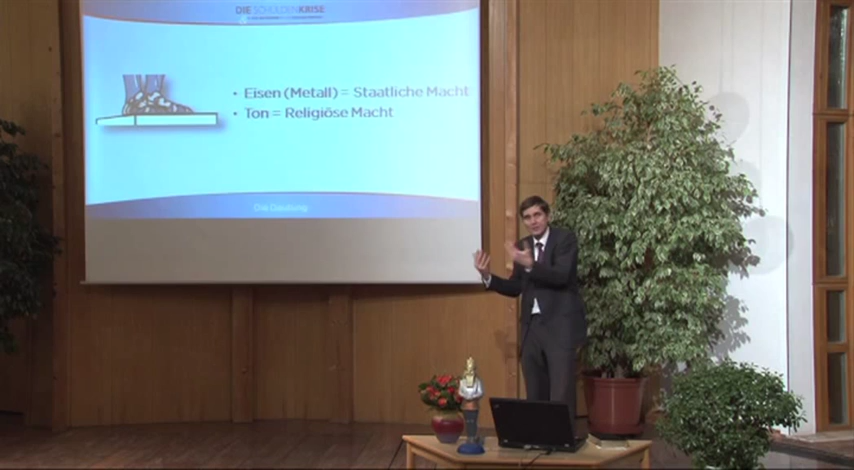 DIE SCHULDENKRISE
• Eisen (Metall) = Staatliche Macht
• Ton = Religiöse Macht